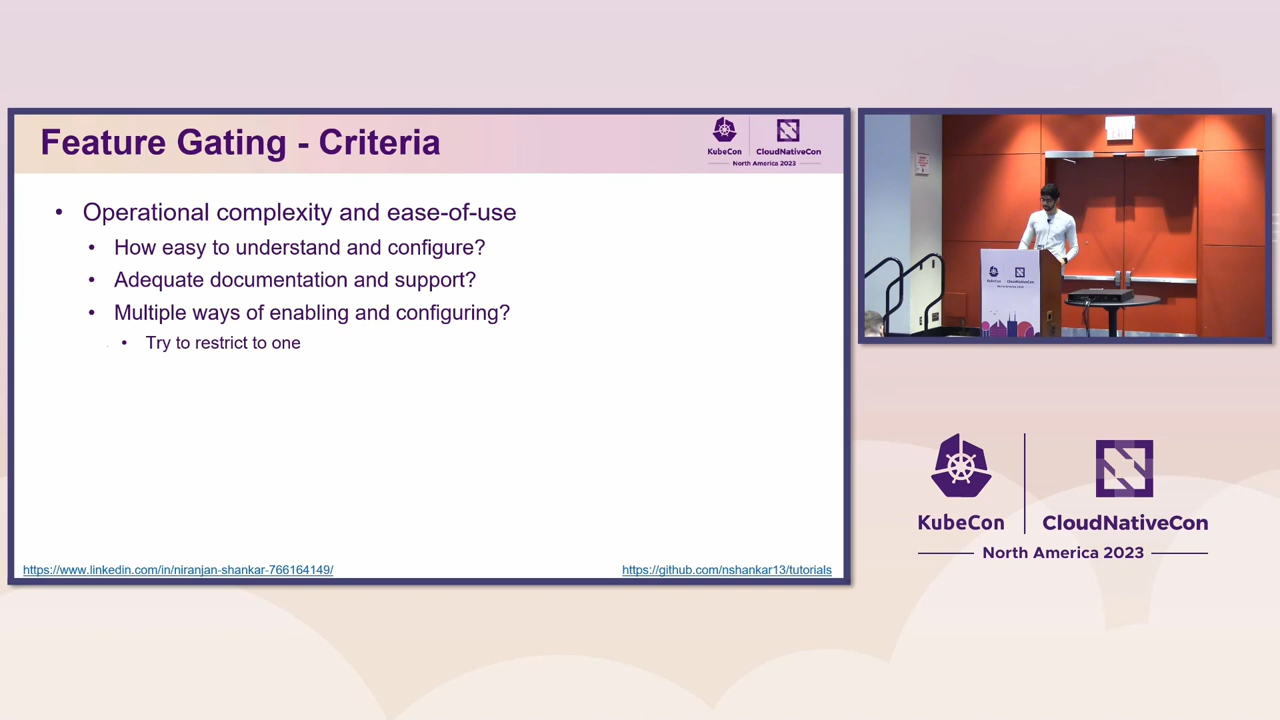 Feature Gating - Criteria
KubeCon
CloudNativeCon
North America 2023
• Operational complexity and ease-of-use
• How easy to understand and configure?
• Adequate documentation and support?
• Multiple ways of enabling and configuring?
• Try to restrict to one
https://www.linkedin.com/in/niranjan-shankar-766164149/
https://github.com/nshankar13/tutorials
EXIT
KubeCon
CloudNativeCon
North America 2023